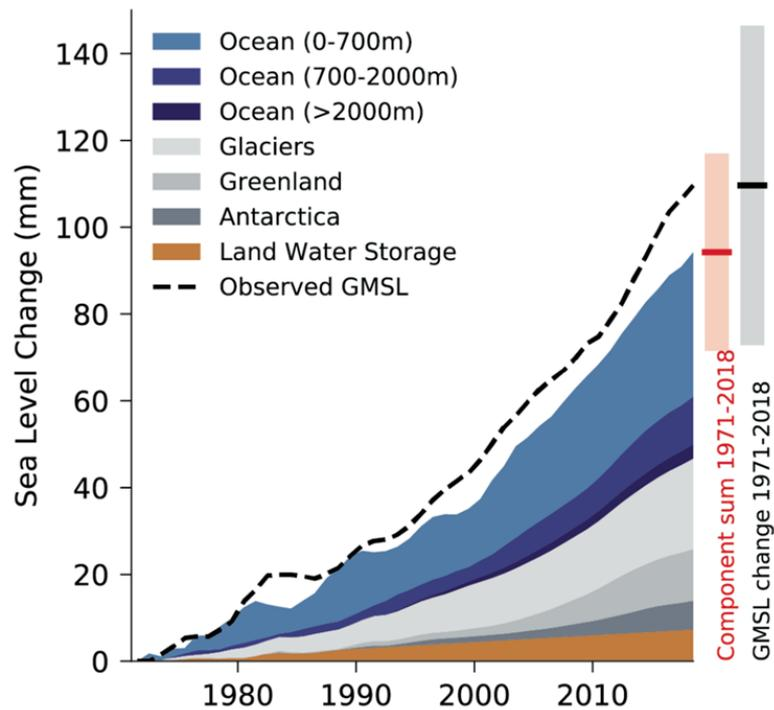 Sea Level Change (mm)
140
120
100
80
60
40
20
0
Ocean (0-700m)
Ocean (700-2000m)
Ocean (>2000m)
Glaciers
Greenland
Antarctica
Land Water Storage
Observed GMSL
1980
1990
2000
2010
Component sum 1971-2018
GMSL change 1971-2018